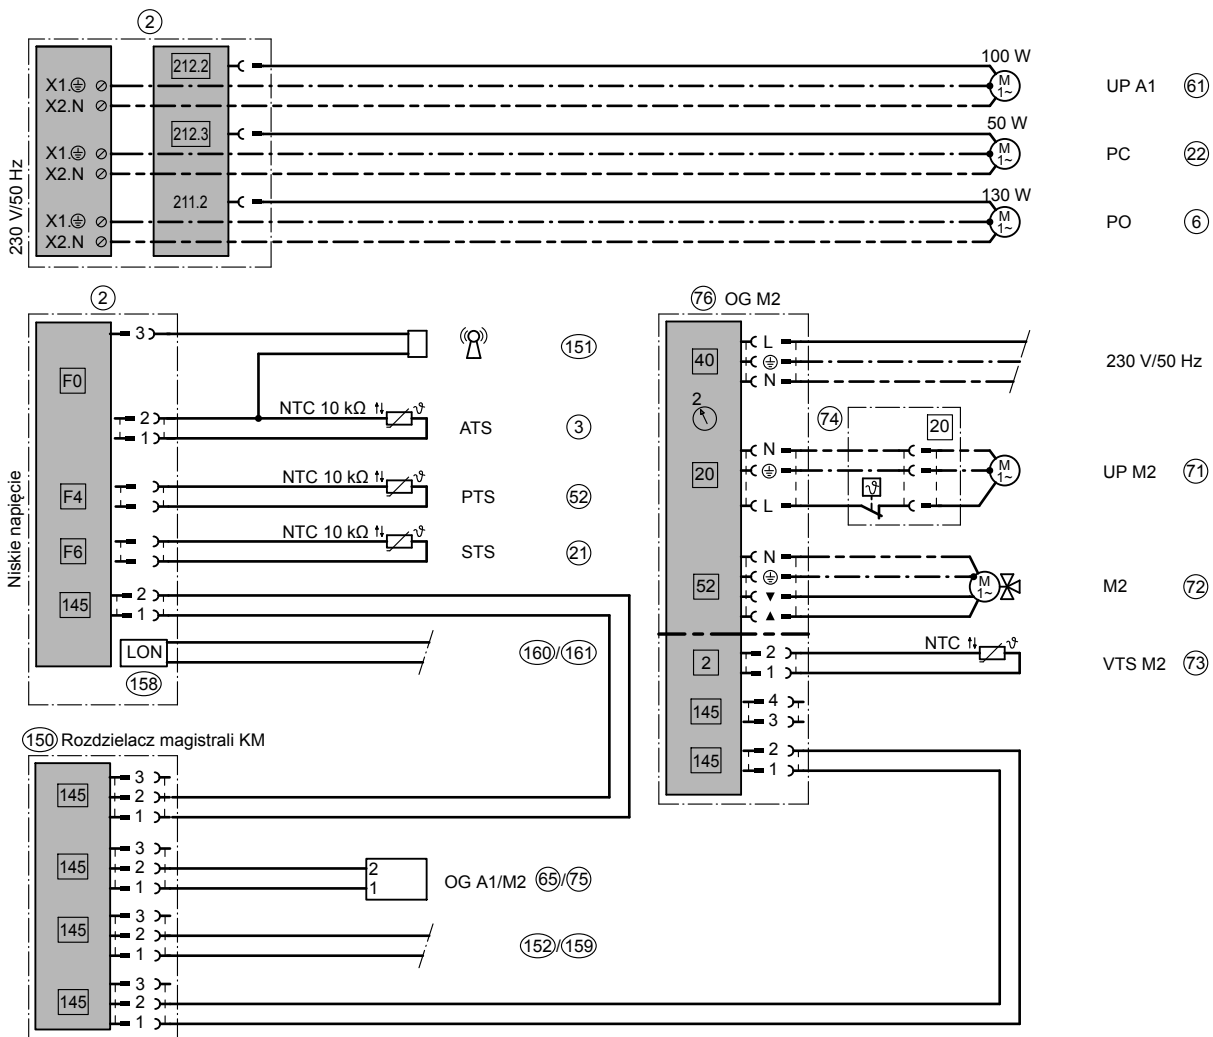 2
230 V/50 Hz
X1.
X2.N
212.2
100 W
M
1~
UP A1 61
X1.
X2.N
212.3
50 W
M
1~
PC 22
X1.
X2.N
211.2
130 W
M
1~
PO 6
2
Niskie napięcie
F0
3
151
2
1
NTC 10 kΩ ϑ
ATS 3
F4
NTC 10 kΩ ϑ
PTS 52
F6
NTC 10 kΩ ϑ
STS 21
145
2
1
LON
158
160/161
76 OG M2
40
L
N
230 V/50 Hz
2
74
20
ϑ
20
N
L
M
1~
UP M2 71
52
N
▼
▲
M
1~
M2 72
2
2
1
NTC ϑ
VTS M2 73
145
4
3
145
2
1
150 Rozdzielacz magistrali KM
145
3
2
1
145
3
2
1
2
1
OG A1/M2 65/75
145
3
2
1
152/159
145
3
2
1